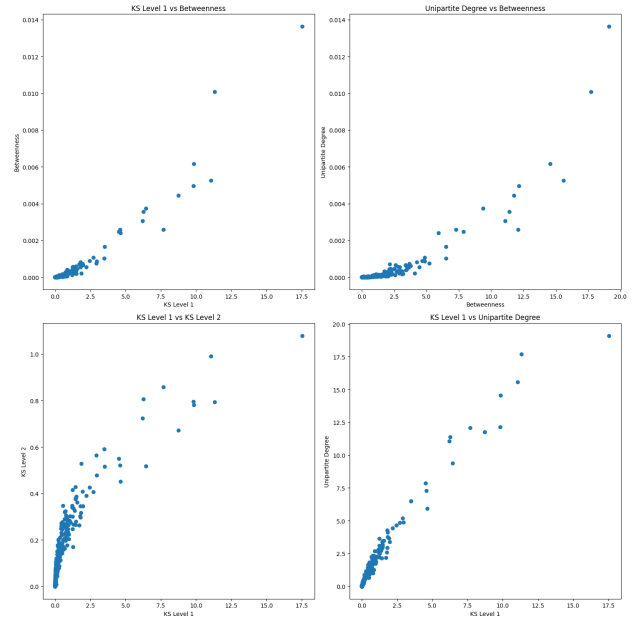 KS Level 1 vs Betweenness
Unipartite Degree vs Betweenness
0.014
0.012
0.010
0.008
0.006
0.004
0.002
0.000
Betweenness
0.0 2.5 5.0 7.5 10.0 12.5 15.0 17.5
KS Level 1
0.014
0.012
0.010
0.008
0.006
0.004
0.002
0.000
Unipartite Degree
0.0 2.5 5.0 7.5 10.0 12.5 15.0 17.5 20.0
Betweenness
KS Level 1 vs KS Level 2
KS Level 1 vs Unipartite Degree
1.0
0.8
0.6
0.4
0.2
0.0
KS Level 2
0.0 2.5 5.0 7.5 10.0 12.5 15.0 17.5
KS Level 1
20.0
17.5
15.0
12.5
10.0
7.5
5.0
2.5
0.0
Unipartite Degree
0.0 2.5 5.0 7.5 10.0 12.5 15.0 17.5
KS Level 1